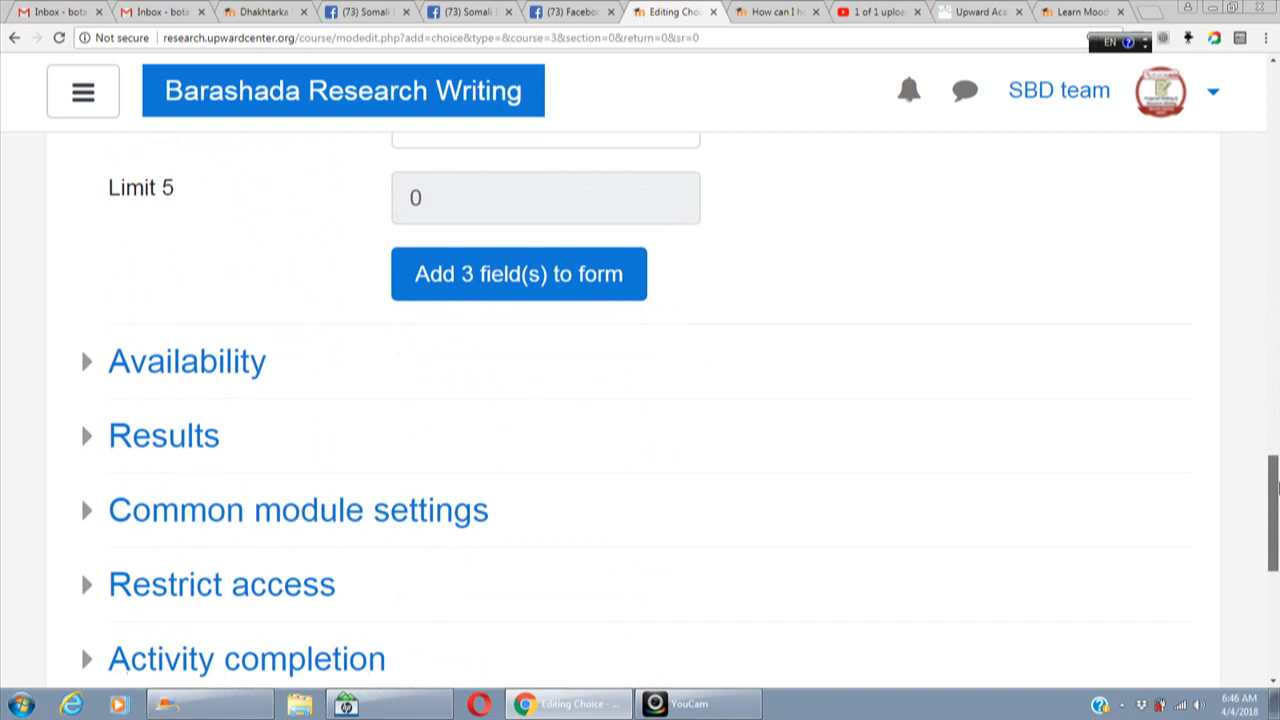 Inbox - bota
Inbox - bota
Dhakhtarka
(73) Somali
(73) Somali
(73) Facebo
Editing Choi
How can I h
1 of 1 uploa
Upward Aca
Learn Mood
Not secure
research.upwardcenter.org/course/modedit.php?add=choice&type=&course=3&section=0&return=0&sr=0
EN
Barashada Research Writing
SBD team
Limit 5
0
Add 3 field(s) to form
Availability
Results
Common module settings
Restrict access
Activity completion
Editing Choice - ...
YouCam
6:46 AM
4/4/2018